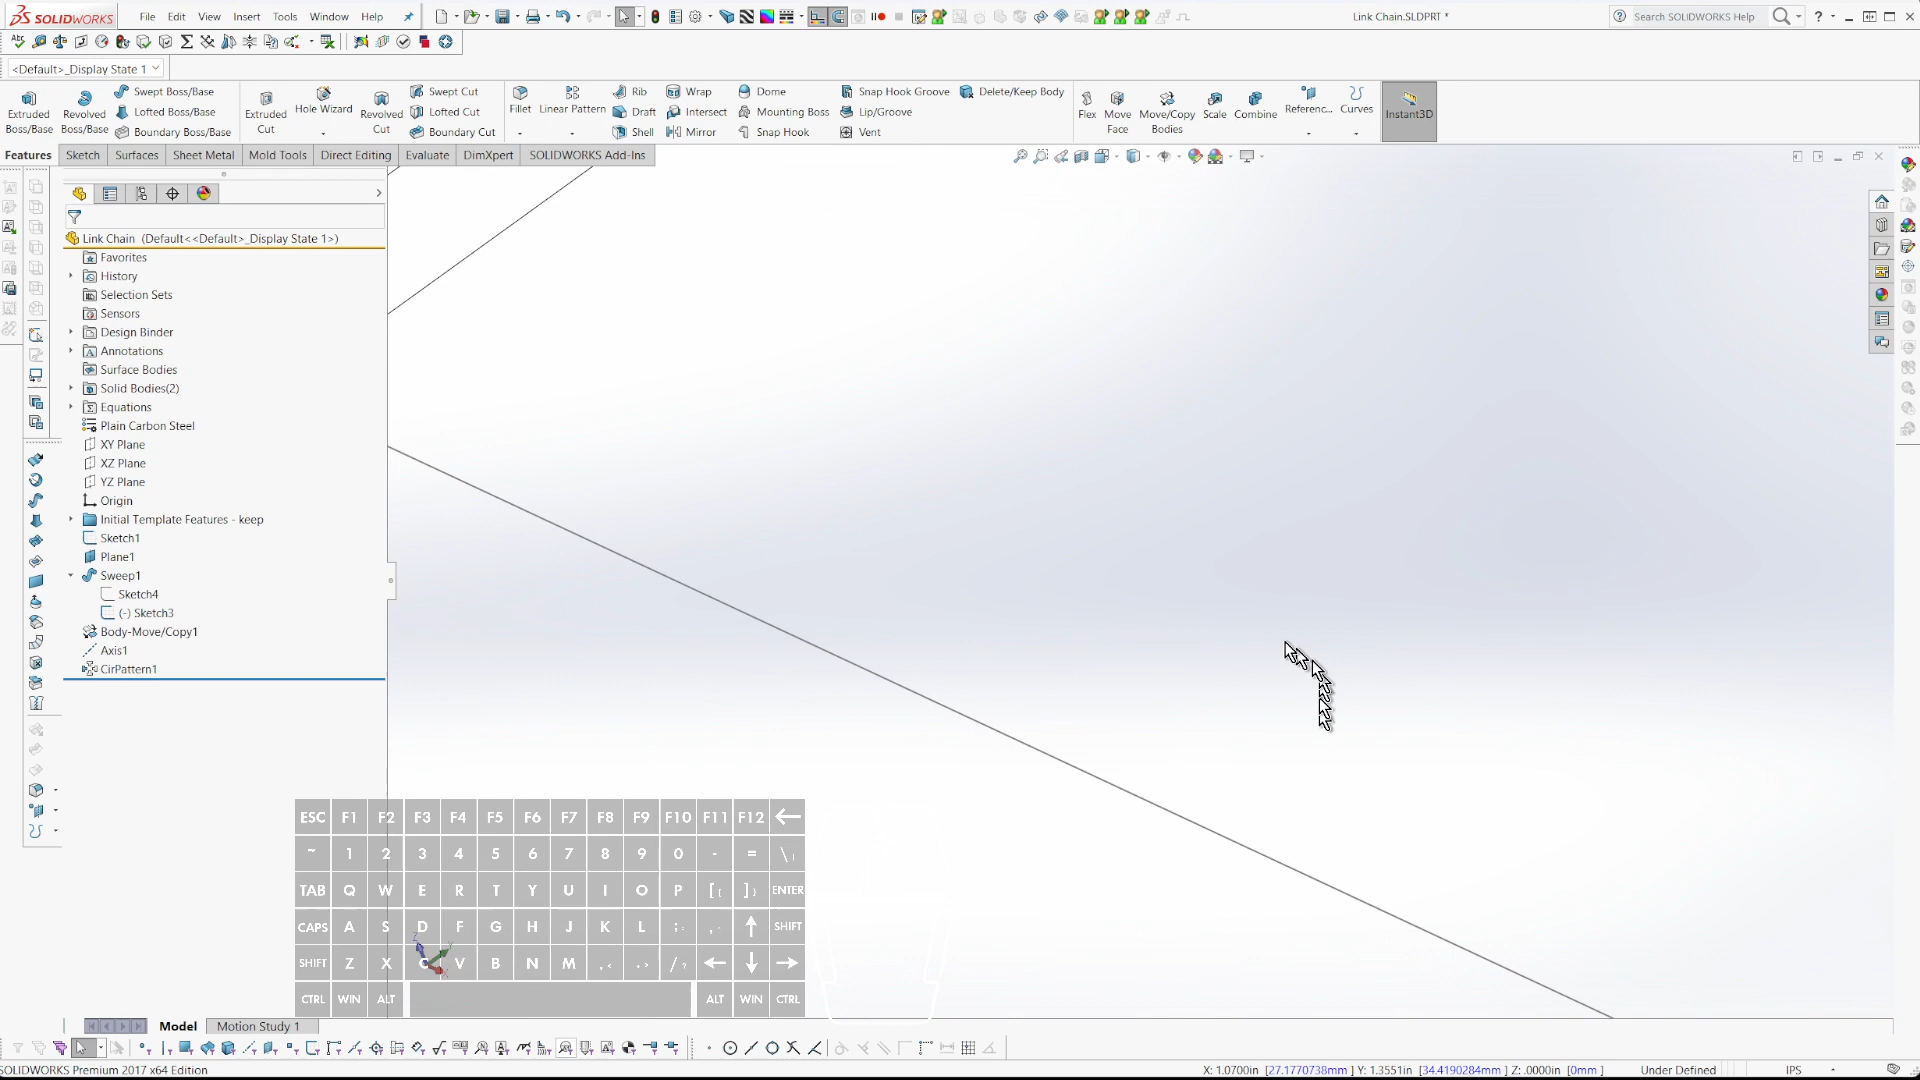 SOLIDWORKS File Edit View Insert Tools Window Help Link Chain.SLDPRT * Search SOLIDWORKS Help
<Default>_Display State 1
Extruded Boss/Base
Revolved Boss/Base
Swept Boss/Base
Lofted Boss/Base
Boundary Boss/Base
Extruded Cut
Hole Wizard
Revolved Cut
Swept Cut
Lofted Cut
Boundary Cut
Fillet
Linear Pattern
Rib
Draft
Shell
Wrap
Intersect
Mirror
Dome
Mounting Boss
Snap Hook
Snap Hook Groove
Lip/Groove
Vent
Delete/Keep Body
Flex
Move Face
Move/Copy Bodies
Scale
Combine
Referenc...
Curves
Instant3D
Features Sketch Surfaces Sheet Metal Mold Tools Direct Editing Evaluate DimXpert SOLIDWORKS Add-Ins
Link Chain (Default<<Default>_Display State 1>)
Favorites
History
Selection Sets
Sensors
Design Binder
Annotations
Surface Bodies
Solid Bodies(2)
Equations
Plain Carbon Steel
XY Plane
XZ Plane
YZ Plane
Origin
Initial Template Features - keep
Sketch1
Plane1
Sweep1
Sketch4
(-) Sketch3
Body-Move/Copy1
Axis1
CirPattern1
ESC F1 F2 F3 F4 F5 F6 F7 F8 F9 F10 F11 F12 ←
~ 1 2 3 4 5 6 7 8 9 0 - = \|
TAB Q W E R T Y U I O P [{ ]} ENTER
CAPS A S D F G H J K L ;: ,. ↑ SHIFT
SHIFT Z X C V B N M ,< .> /? ← ↓ →
CTRL WIN ALT ALT WIN CTRL
Model Motion Study 1
SOLIDWORKS Premium 2017 x64 Edition X: 1.0700in [27.1770738mm ] Y: 1.3551in [34.4190284mm ] Z: .0000in [0mm ] Under Defined IPS